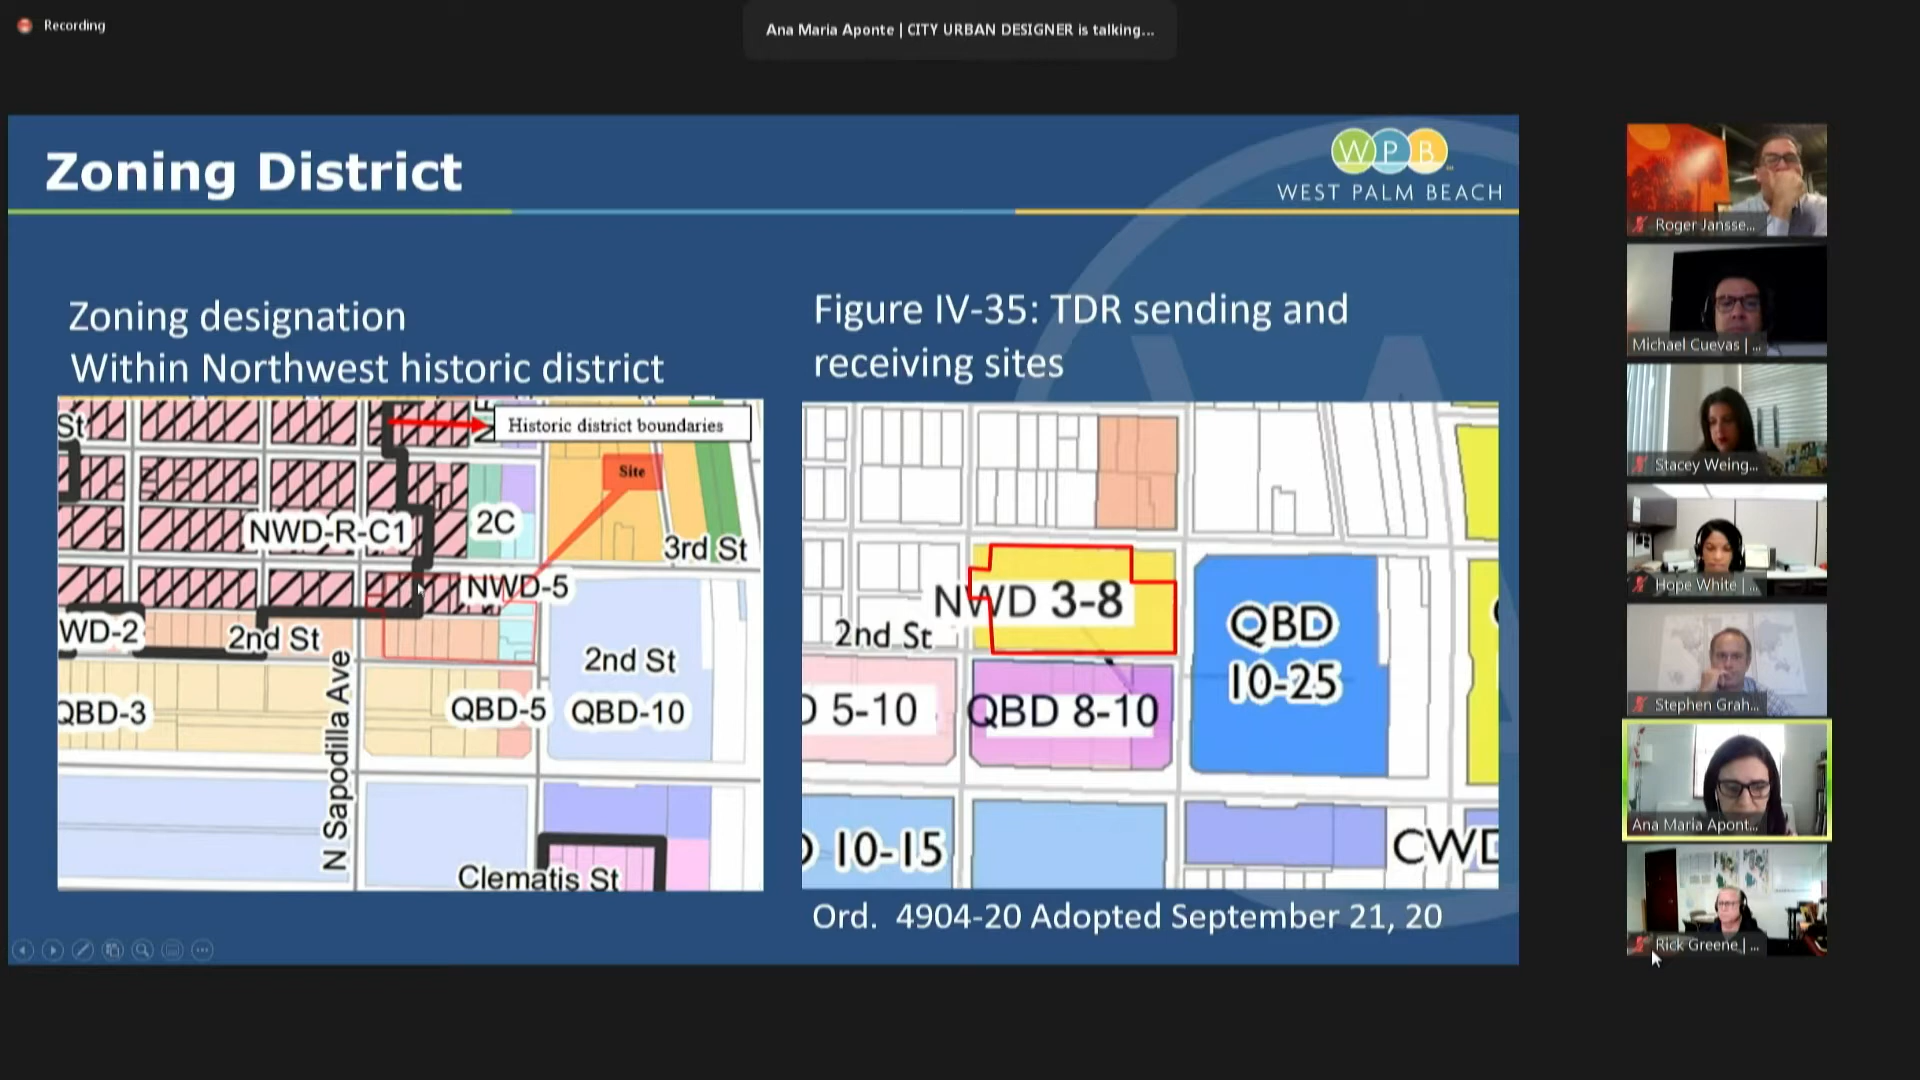 Recording
Ana Maria Aponte | CITY URBAN DESIGNER is talking...
Zoning District
W P B
WEST PALM BEACH
Zoning designation
Within Northwest historic district
Figure IV-35: TDR sending and
receiving sites
St
Historic district boundaries
Site
NWD-R-C1
2C
3rd St
NWD-5
WD-2
2nd St
2nd St
QBD-3
N Sapodilla Ave
QBD-5
QBD-10
Clematis St
NWD 3-8
2nd St
QBD
10-25
5-10
QBD 8-10
10-15
CWD
Ord. 4904-20 Adopted September 21, 20
Roger Jansse...
Michael Cuevas | ...
Stacey Weing...
Hope White | ...
Stephen Grah...
Ana Maria Apont...
Rick Greene | ...